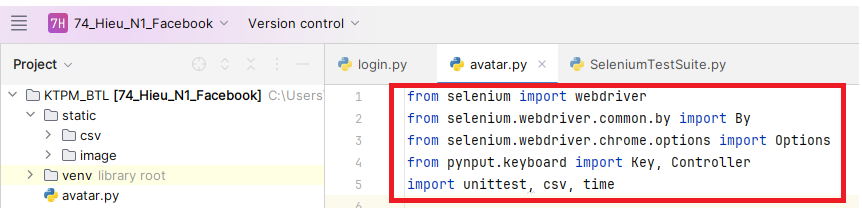 7H 74_Hieu_N1_Facebook Version control
Project login.py avatar.py SeleniumTestSuite.py
KTPM_BTL [74_Hieu_N1_Facebook] C:\Users\
static
csv
image
venv library root
avatar.py
1 from selenium import webdriver
2 from selenium.webdriver.common.by import By
3 from selenium.webdriver.chrome.options import Options
4 from pynput.keyboard import Key, Controller
5 import unittest, csv, time